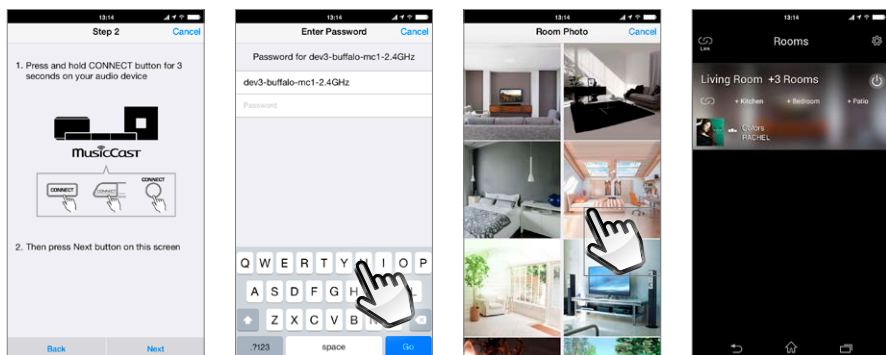 13:14
Step 2
Cancel
1. Press and hold CONNECT button for 3
seconds on your audio device
MusicCast
CONNECT
CONNECT
CONNECT
2. Then press Next button on this screen
Back
Next
13:14
Enter Password
Cancel
Password for dev3-buffalo-mc1-2.4GHz
dev3-buffalo-mc1-2.4GHz
Password
Q W E R T Y I O P
A S D F G H L
Z X C V B N
.?123
space
Go
13:14
Room Photo
Cancel
13:14
Link
Rooms
Living Room +3 Rooms
+ Kitchen
+ Bedroom
+ Patio
Colors
RACHEL